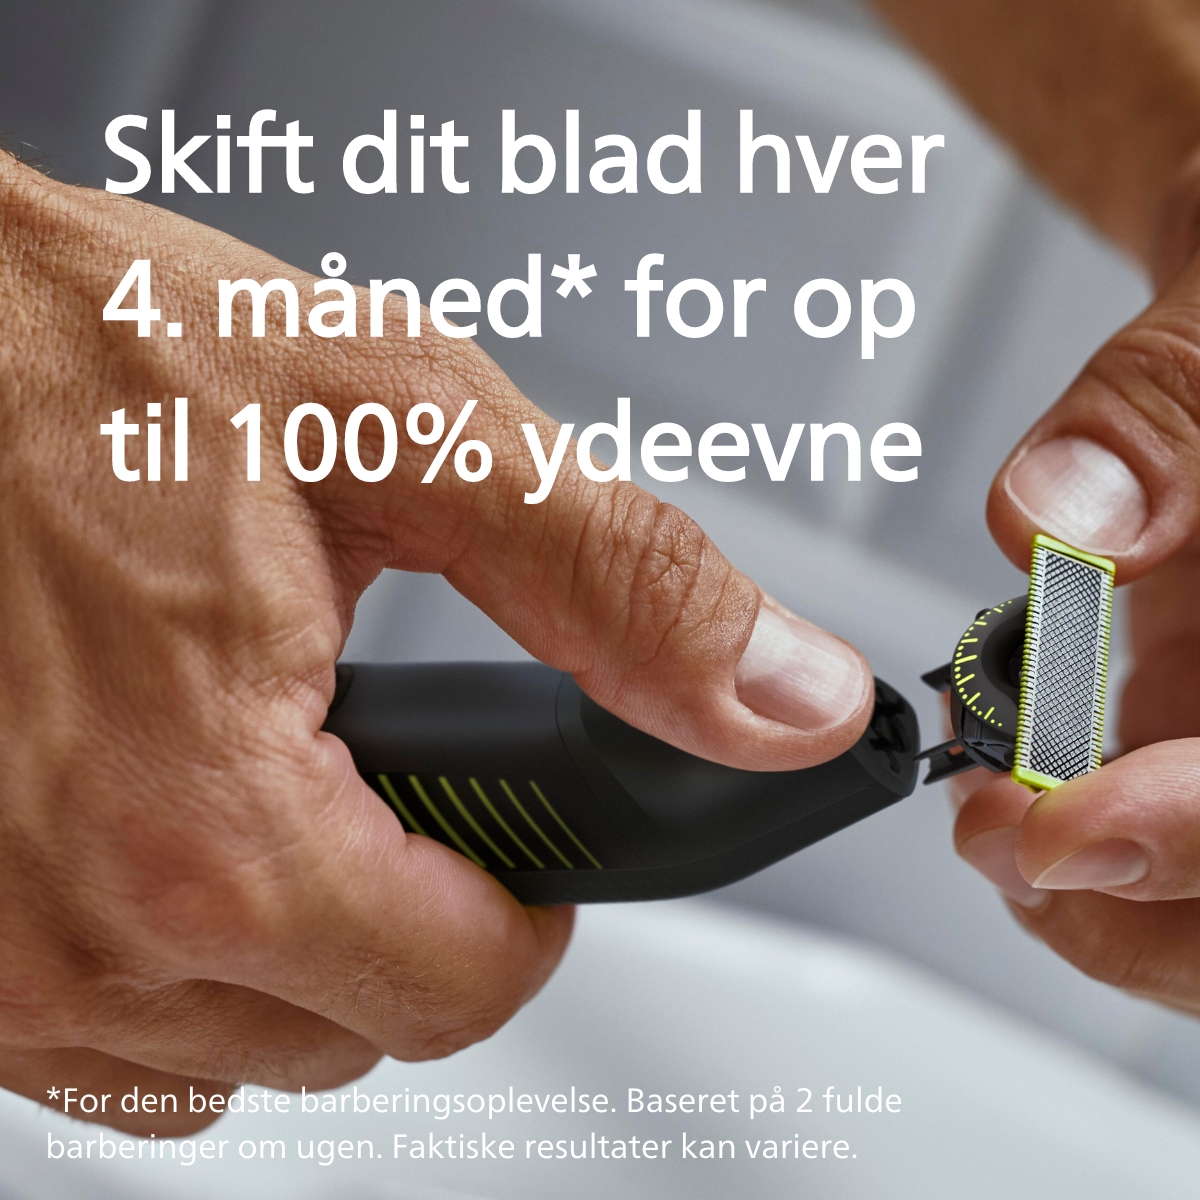 Skift dit blad hver
4. måned* for op
til 100% ydeevne
*For den bedste barberingsoplevelse. Baseret på 2 fulde
barberinger om ugen. Faktiske resultater kan variere.